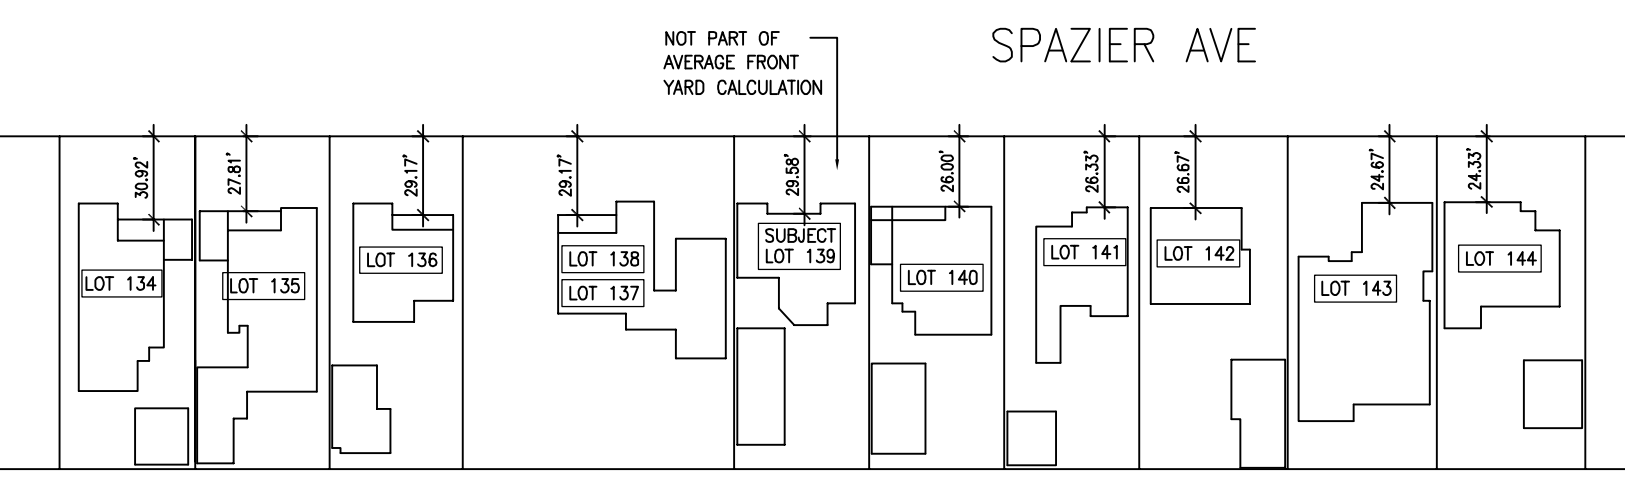 SPAZIER AVE
NOT PART OF
AVERAGE FRONT
YARD CALCULATION
30.92'
27.81'
29.17'
29.17'
29.58'
26.00'
26.33'
26.67'
24.67'
24.33'
LOT 134
LOT 135
LOT 136
LOT 138
LOT 137
SUBJECT
LOT 139
LOT 140
LOT 141
LOT 142
LOT 143
LOT 144